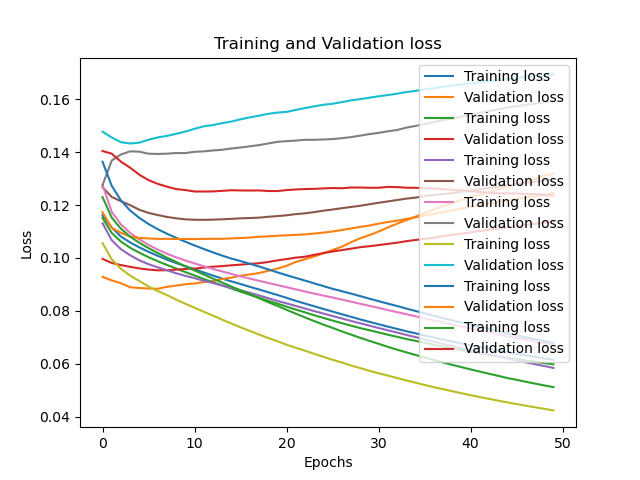 Training and Validation loss
Loss
0.16
0.14
0.12
0.10
0.08
0.06
0.04
Training loss
Validation loss
Training loss
Validation loss
Training loss
Validation loss
Training loss
Validation loss
Training loss
Validation loss
Training loss
Validation loss
Training loss
Validation loss
0 10 20 30 40 50
Epochs